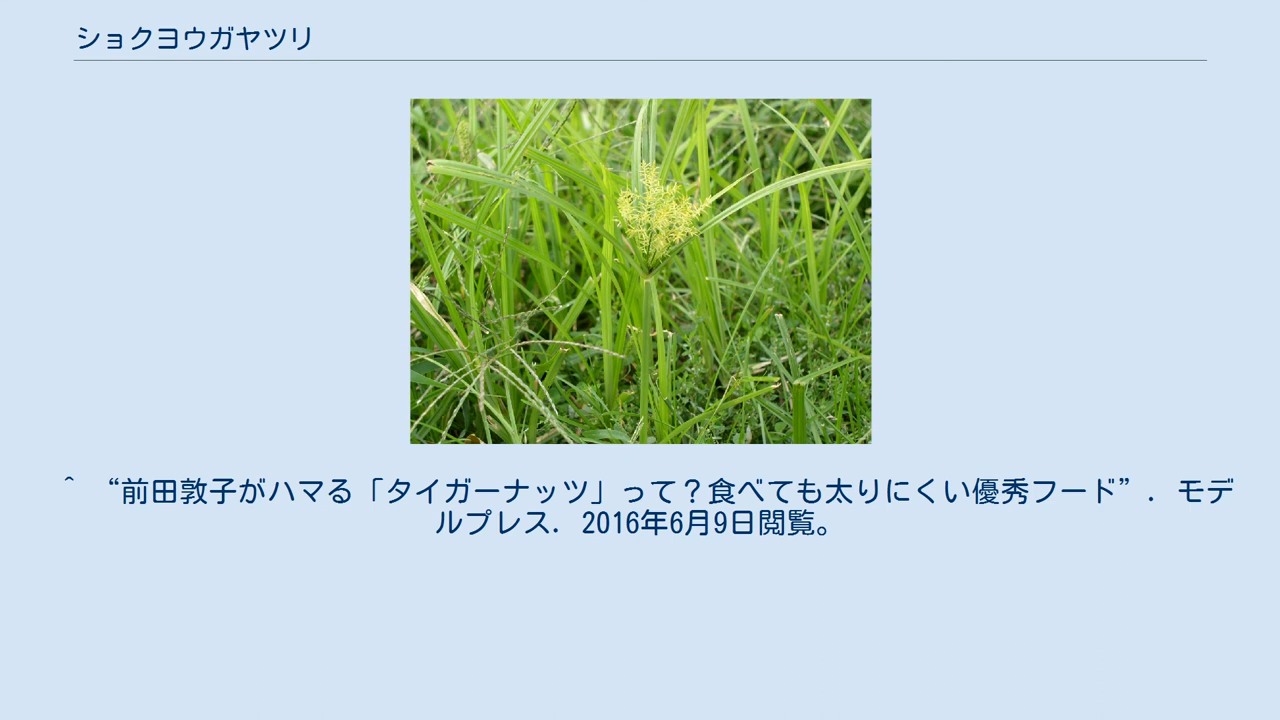 ショクヨウガヤツリ
^ “前田敦子がハマる「タイガーナッツ」って？食べても太りにくい優秀フード”. モデ
ルプレス. 2016年6月9日閲覧。